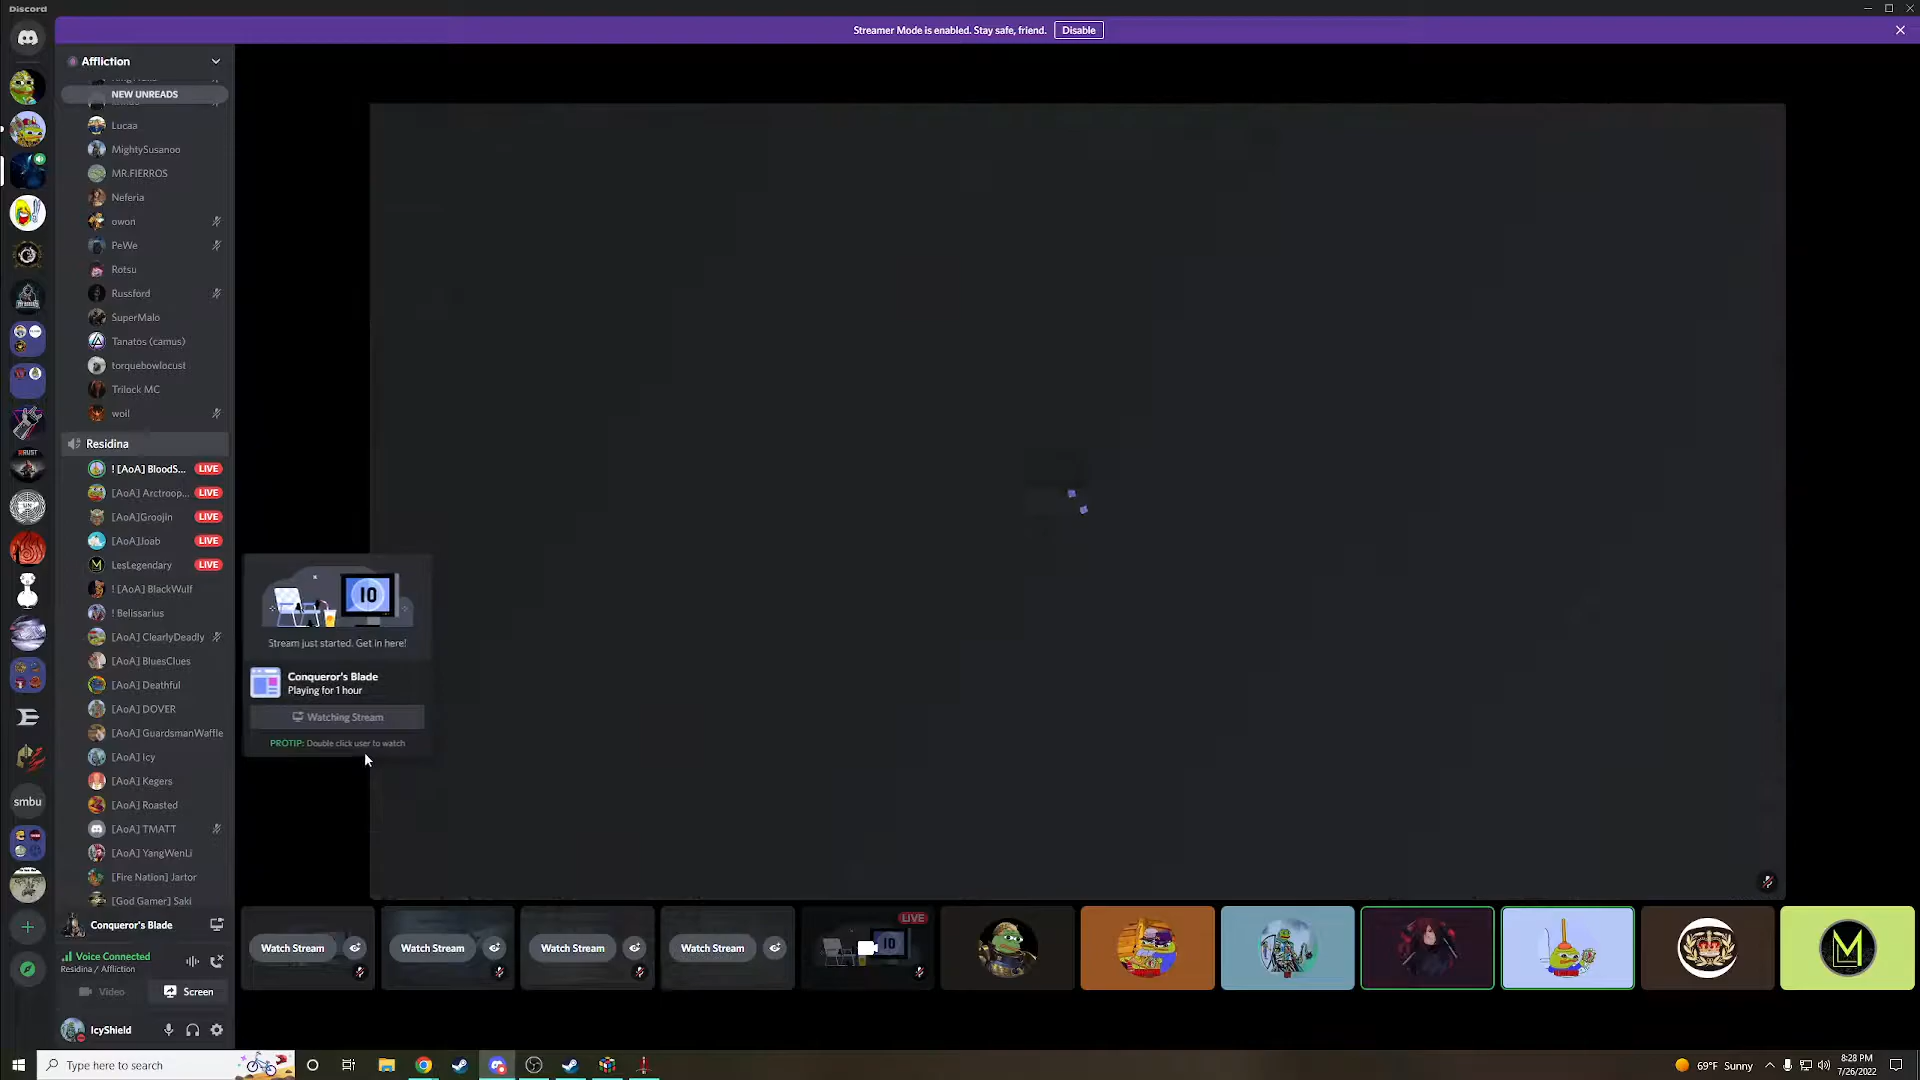 Discord
Streamer Mode is enabled. Stay safe, friend.
Disable
Affliction
NEW UNREADS
Lucaa
MightySusanoo
MR.FIERROS
Neferia
owon
PeWe
Rotsu
Russford
SuperMalo
Tanatos (camus)
torquebowlocust
Trilock MC
woil
Residina
! [AoA] BloodS... LIVE
[AoA] Arctroop... LIVE
[AoA]Groojin LIVE
[AoA]Joab LIVE
LesLegendary LIVE
! [AoA] BlackWulf
! Belissarius
[AoA] ClearlyDeadly
[AoA] BluesClues
[AoA] Deathful
[AoA] DOVER
[AoA] GuardsmanWaffle
[AoA] Icy
[AoA] Kegers
[AoA] Roasted
[AoA] TMATT
[AoA] YangWenLi
[Fire Nation] Jartor
[God Gamer] Saki
10
Stream just started. Get in here!
Conqueror's Blade
Playing for 1 hour
Watching Stream
PROTIP: Double click user to watch
RUST
smbu
Conqueror's Blade
Voice Connected
Residina / Affliction
Video
Screen
IcyShield
Watch Stream
Watch Stream
Watch Stream
Watch Stream
LIVE
10
Type here to search
69°F Sunny
8:28 PM
7/26/2022